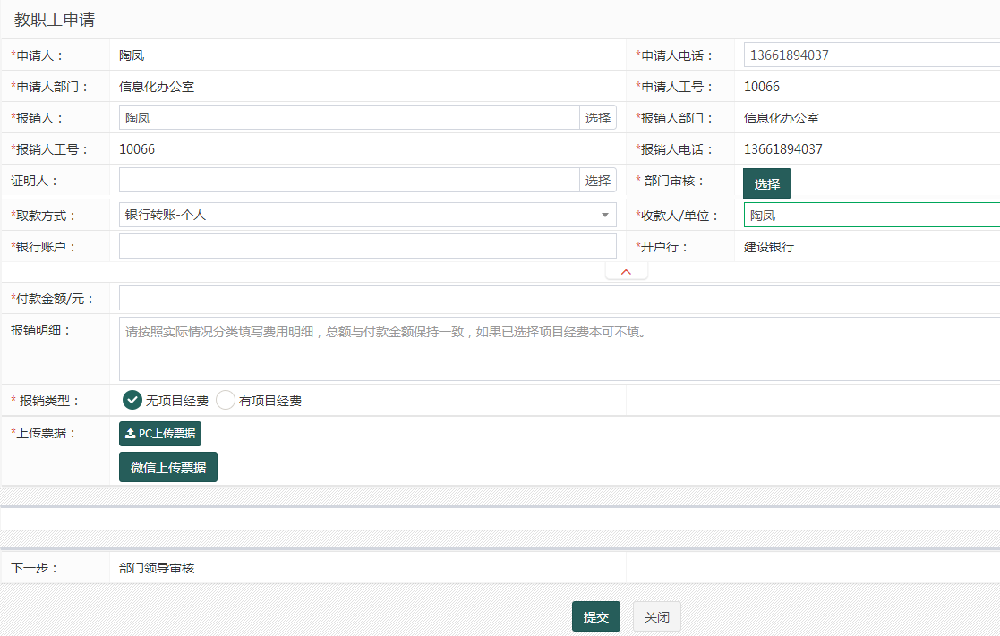 教职工申请
*申请人： 陶凤 *申请人电话： 13661894037
*申请人部门： 信息化办公室 *申请人工号： 10066
*报销人： 陶凤 选择 *报销人部门： 信息化办公室
*报销人工号： 10066 *报销人电话： 13661894037
证明人： 选择 * 部门审核： 选择
*取款方式： 银行转账-个人 *收款人/单位： 陶凤
*银行账户： *开户行： 建设银行
*付款金额/元：
报销明细： 请按照实际情况分类填写费用明细，总额与付款金额保持一致，如果已选择项目经费本可不填。
* 报销类型： 无项目经费 有项目经费
*上传票据： PC上传票据
微信上传票据
下一步： 部门领导审核
提交 关闭